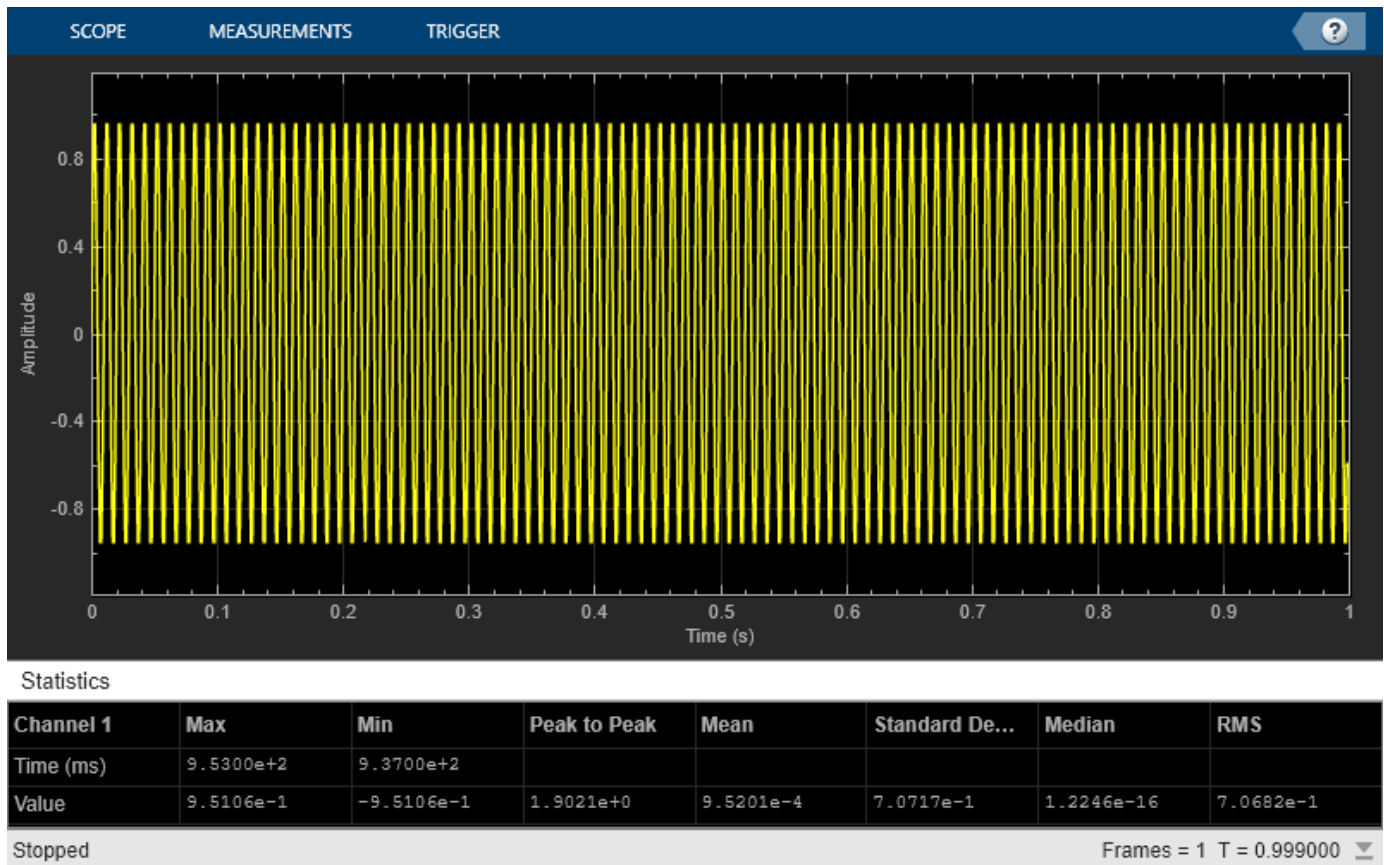 SCOPE MEASUREMENTS TRIGGER ?
0.8
0.4
0
-0.4
-0.8
Amplitude
0 0.1 0.2 0.3 0.4 0.5 0.6 0.7 0.8 0.9 1
Time (s)
Statistics
Channel 1 Max Min Peak to Peak Mean Standard De... Median RMS
Time (ms) 9.5300e+2 9.3700e+2
Value 9.5106e-1 -9.5106e-1 1.9021e+0 9.5201e-4 7.0717e-1 1.2246e-16 7.0682e-1
Stopped Frames = 1 T = 0.999000